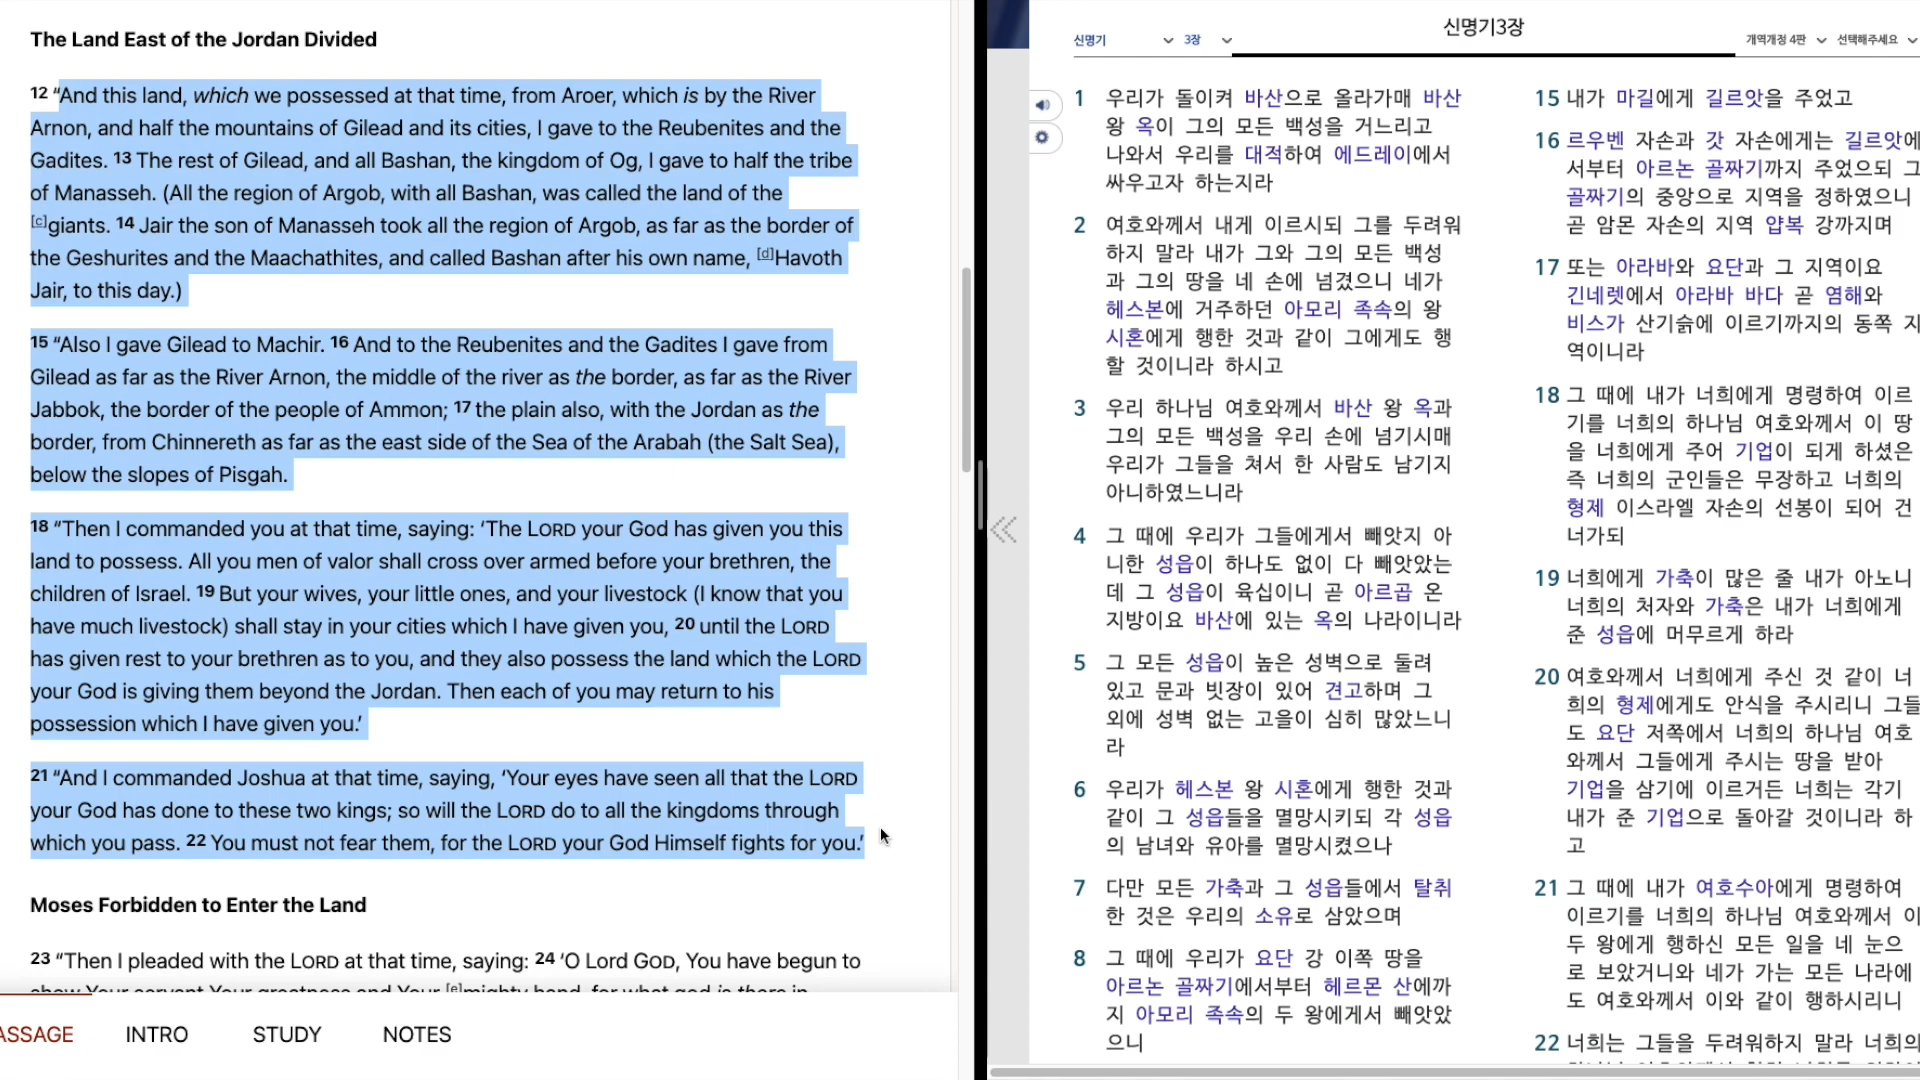 The Land East of the Jordan Divided
12 “And this land, which we possessed at that time, from Aroer, which is by the River
Arnon, and half the mountains of Gilead and its cities, I gave to the Reubenites and the
Gadites. 13 The rest of Gilead, and all Bashan, the kingdom of Og, I gave to half the tribe
of Manasseh. (All the region of Argob, with all Bashan, was called the land of the
[c]giants. 14 Jair the son of Manasseh took all the region of Argob, as far as the border of
the Geshurites and the Maachathites, and called Bashan after his own name, [d]Havoth
Jair, to this day.)
15 “Also I gave Gilead to Machir. 16 And to the Reubenites and the Gadites I gave from
Gilead as far as the River Arnon, the middle of the river as the border, as far as the River
Jabbok, the border of the people of Ammon; 17 the plain also, with the Jordan as the
border, from Chinnereth as far as the east side of the Sea of the Arabah (the Salt Sea),
below the slopes of Pisgah.
18 “Then I commanded you at that time, saying: ‘The LORD your God has given you this
land to possess. All you men of valor shall cross over armed before your brethren, the
children of Israel. 19 But your wives, your little ones, and your livestock (I know that you
have much livestock) shall stay in your cities which I have given you, 20 until the LORD
has given rest to your brethren as to you, and they also possess the land which the LORD
your God is giving them beyond the Jordan. Then each of you may return to his
possession which I have given you.’
21 “And I commanded Joshua at that time, saying, ‘Your eyes have seen all that the LORD
your God has done to these two kings; so will the LORD do to all the kingdoms through
which you pass. 22 You must not fear them, for the LORD your God Himself fights for you.’
Moses Forbidden to Enter the Land
23 “Then I pleaded with the LORD at that time, saying: 24 ‘O Lord GOD, You have begun to
show Your servant Your greatness and Your [e]mighty hand, for what god is there in
ASSAGE INTRO STUDY NOTES
신명기3장
신명기 3장 개역개정 4판 선택해주세요
1 우리가 돌이켜 바산으로 올라가매 바산
왕 옥이 그의 모든 백성을 거느리고
나와서 우리를 대적하여 에드레이에서
싸우고자 하는지라
2 여호와께서 내게 이르시되 그를 두려워
하지 말라 내가 그와 그의 모든 백성
과 그의 땅을 네 손에 넘겼으니 네가
헤스본에 거주하던 아모리 족속의 왕
시혼에게 행한 것과 같이 그에게도 행
할 것이니라 하시고
3 우리 하나님 여호와께서 바산 왕 옥과
그의 모든 백성을 우리 손에 넘기시매
우리가 그들을 쳐서 한 사람도 남기지
아니하였느니라
4 그 때에 우리가 그들에게서 빼앗지 아
니한 성읍이 하나도 없이 다 빼앗았는
데 그 성읍이 육십이니 곧 아르곱 온
지방이요 바산에 있는 옥의 나라이니라
5 그 모든 성읍이 높은 성벽으로 둘려
있고 문과 빗장이 있어 견고하며 그
외에 성벽 없는 고을이 심히 많았느니
라
6 우리가 헤스본 왕 시혼에게 행한 것과
같이 그 성읍들을 멸망시키되 각 성읍
의 남녀와 유아를 멸망시켰으나
7 다만 모든 가축과 그 성읍들에서 탈취
한 것은 우리의 소유로 삼았으며
8 그 때에 우리가 요단 강 이쪽 땅을
아르논 골짜기에서부터 헤르몬 산에까
지 아모리 족속의 두 왕에게서 빼앗았
으니
15 내가 마길에게 길르앗을 주었고
16 르우벤 자손과 갓 자손에게는 길르앗에
서부터 아르논 골짜기까지 주었으되 그
골짜기의 중앙으로 지역을 정하였으니
곧 암몬 자손의 지역 얍복 강까지며
17 또는 아라바와 요단과 그 지역이요
긴네렛에서 아라바 바다 곧 염해와
비스가 산기슭에 이르기까지의 동쪽 지
역이니라
18 그 때에 내가 너희에게 명령하여 이르
기를 너희의 하나님 여호와께서 이 땅
을 너희에게 주어 기업이 되게 하셨은
즉 너희의 군인들은 무장하고 너희의
형제 이스라엘 자손의 선봉이 되어 건
너가되
19 너희에게 가축이 많은 줄 내가 아노니
너희의 처자와 가축은 내가 너희에게
준 성읍에 머무르게 하라
20 여호와께서 너희에게 주신 것 같이 너
희의 형제에게도 안식을 주시리니 그들
도 요단 저쪽에서 너희의 하나님 여호
와께서 그들에게 주시는 땅을 받아
기업을 삼기에 이르거든 너희는 각기
내가 준 기업으로 돌아갈 것이니라 하
고
21 그 때에 내가 여호수아에게 명령하여
이르기를 너희의 하나님 여호와께서 이
두 왕에게 행하신 모든 일을 네 눈으
로 보았거니와 네가 가는 모든 나라에
도 여호와께서 이와 같이 행하시리니
22 너희는 그들을 두려워하지 말라 너희의